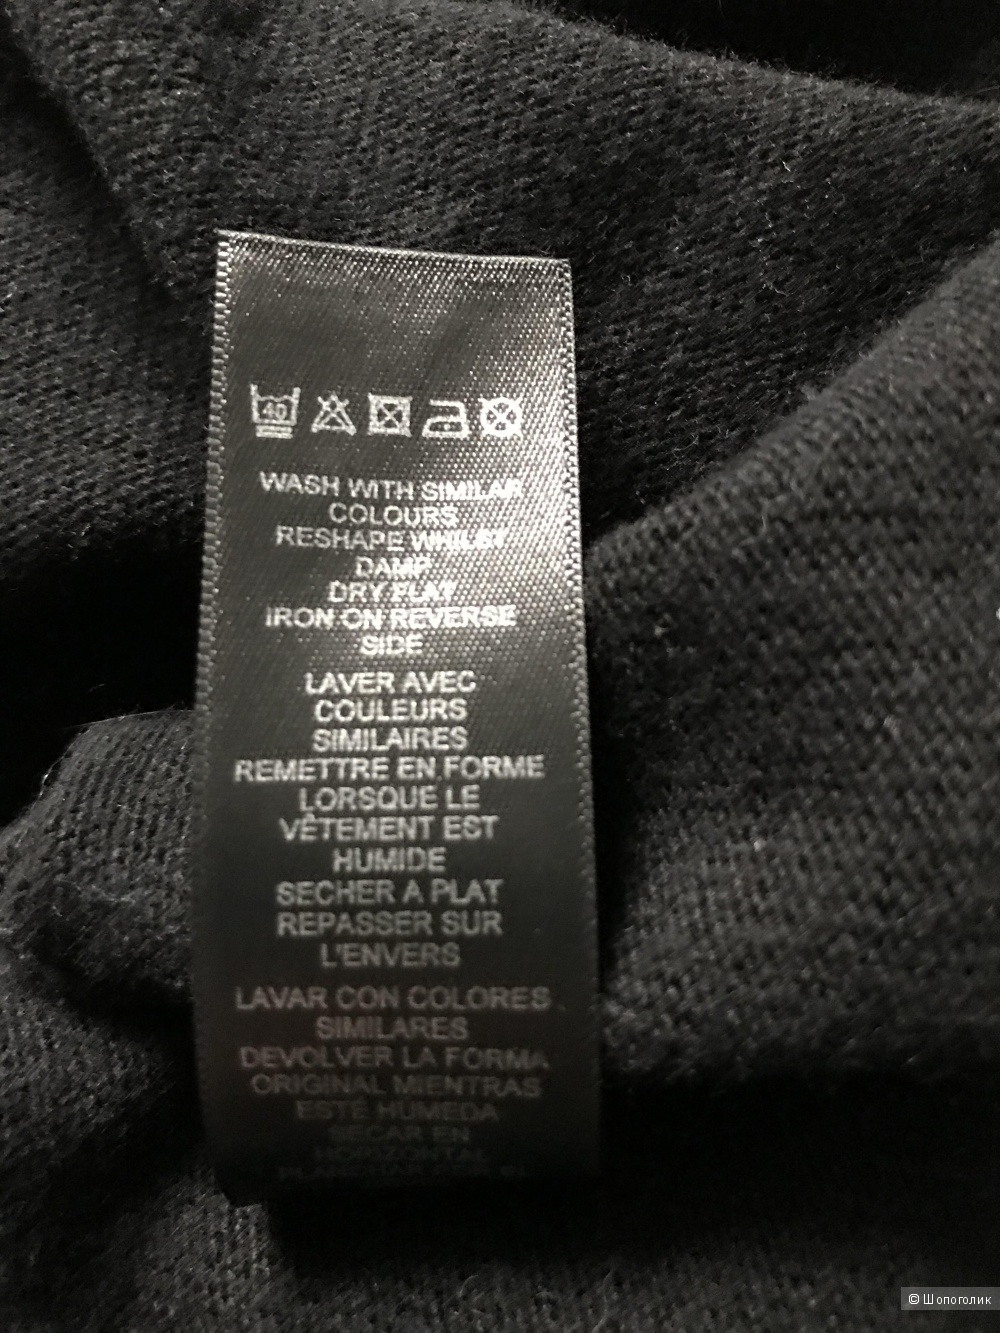 40
WASH WITH SIMILAR
COLOURS
RESHAPE WHILST
DAMP
DRY FLAT
IRON ON REVERSE
SIDE
LAVER AVEC
COULEURS
SIMILAIRES
REMETTRE EN FORME
LORSQUE LE
VÊTEMENT EST
HUMIDE
SECHER A PLAT
REPASSER SUR
L'ENVERS
LAVAR CON COLORES
SIMILARES
DEVOLVER LA FORMA
ORIGINAL MIENTRAS
ESTÉ HUMEDA
SECAR EN
HORIZONTAL
© Шопоголик